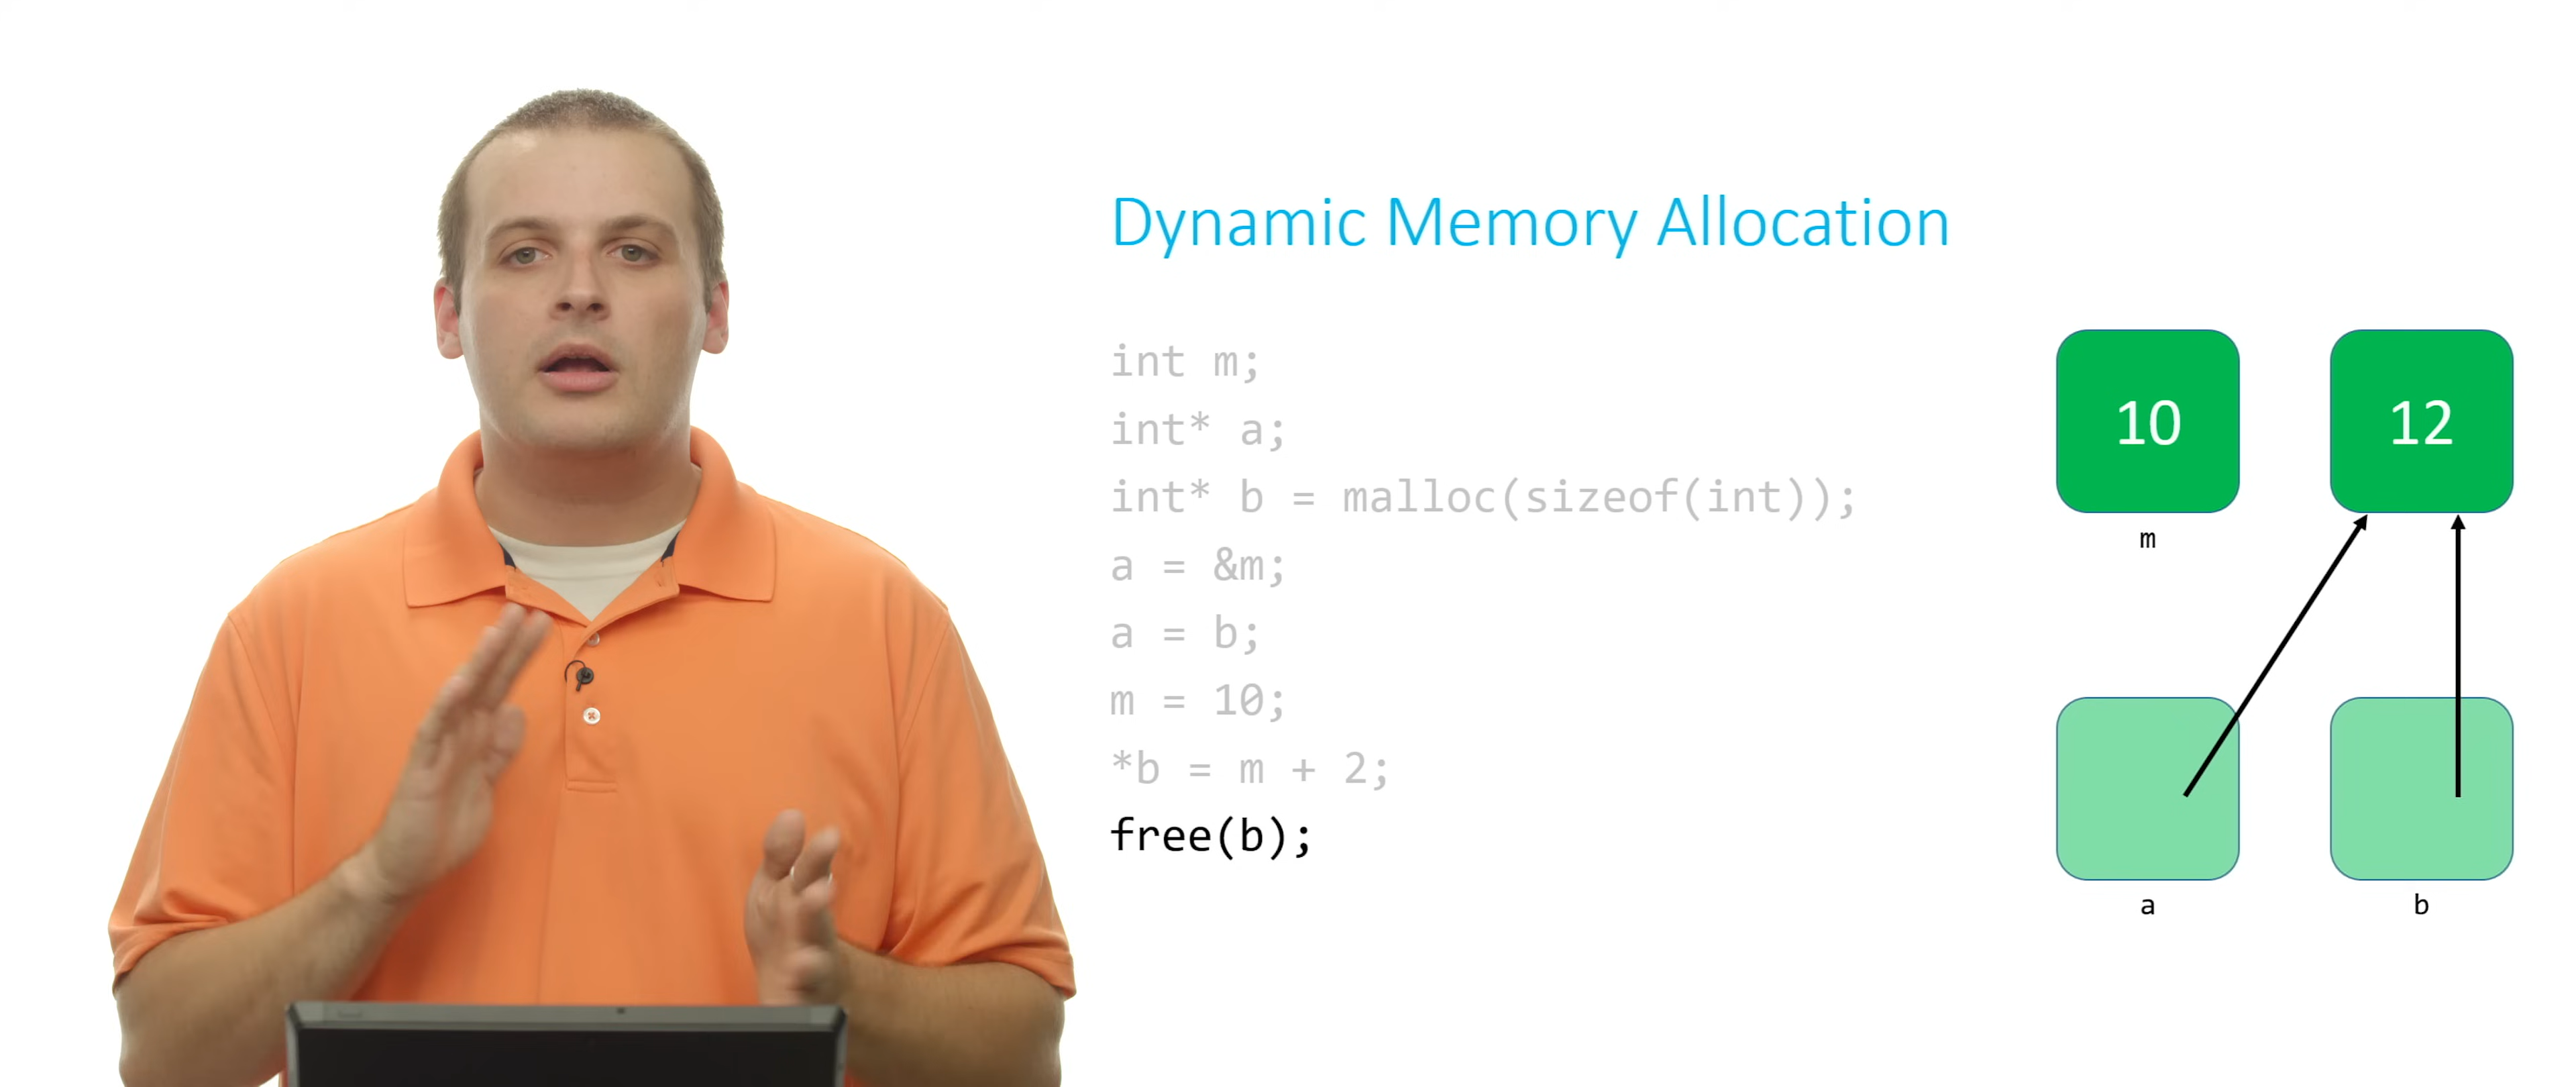 Dynamic Memory Allocation
int m;
int* a;
int* b = malloc(sizeof(int));
a = &m;
a = b;
m = 10;
*b = m + 2;
free(b);
10
12
m
a
b